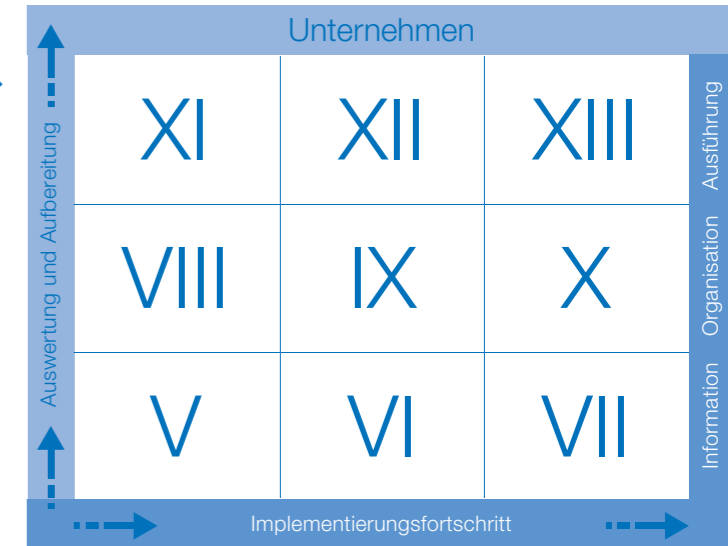 Unternehmen
Auswertung und Aufbereitung
XI XII XIII
Ausführung
VIII IX X
Organisation
V VI VII
Information
Implementierungsfortschritt